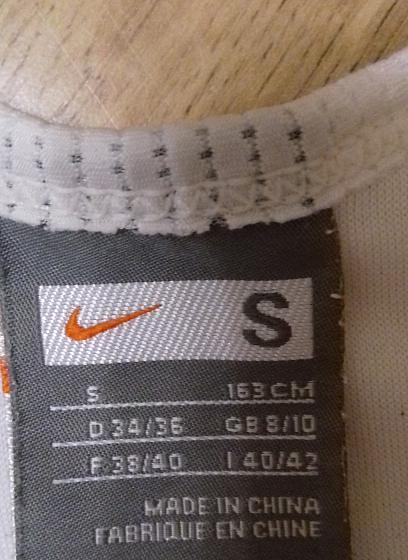 S
S 163 CM
D 34/36 GB 8/10
F 38/40 I 40/42
MADE IN CHINA
FABRIQUE EN CHINE